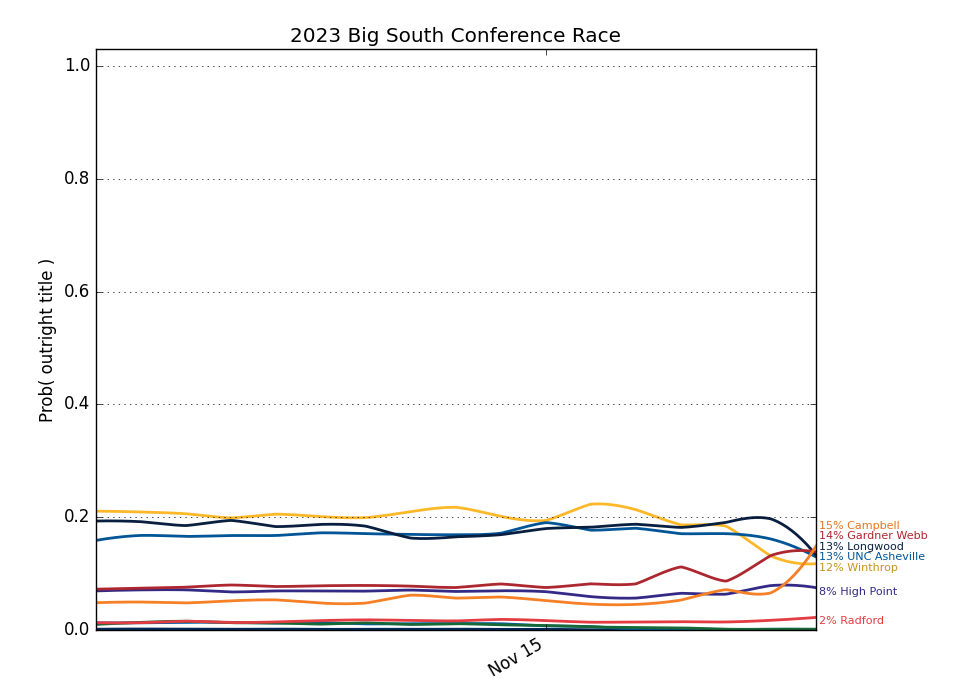 2023 Big South Conference Race
1.0
0.8
0.6
0.4
0.2
0.0
Prob( outright title )
Nov 15
15% Campbell
14% Gardner Webb
13% Longwood
13% UNC Asheville
12% Winthrop
8% High Point
2% Radford